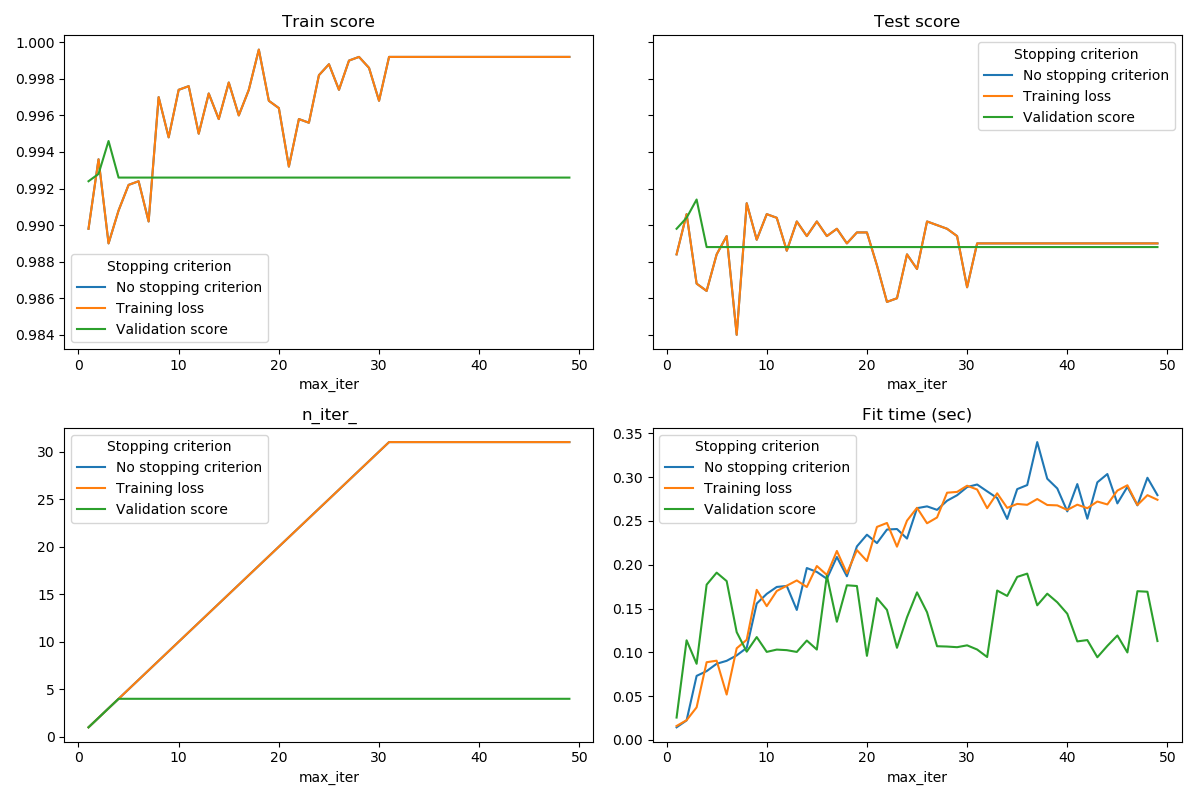 Train score
1.000
0.998
0.996
0.994
0.992
0.990
0.988
0.986
0.984
Stopping criterion
No stopping criterion
Training loss
Validation score
0 10 20 30 40 50
max_iter
Test score
Stopping criterion
No stopping criterion
Training loss
Validation score
0 10 20 30 40 50
max_iter
n_iter_
30
25
20
15
10
5
0
Stopping criterion
No stopping criterion
Training loss
Validation score
0 10 20 30 40 50
max_iter
Fit time (sec)
0.35
0.30
0.25
0.20
0.15
0.10
0.05
0.00
Stopping criterion
No stopping criterion
Training loss
Validation score
0 10 20 30 40 50
max_iter